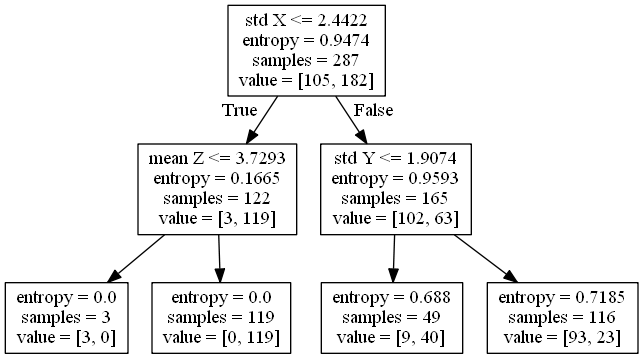 std X <= 2.4422
entropy = 0.9474
samples = 287
value = [105, 182]
True
False
mean Z <= 3.7293
entropy = 0.1665
samples = 122
value = [3, 119]
std Y <= 1.9074
entropy = 0.9593
samples = 165
value = [102, 63]
entropy = 0.0
samples = 3
value = [3, 0]
entropy = 0.0
samples = 119
value = [0, 119]
entropy = 0.688
samples = 49
value = [9, 40]
entropy = 0.7185
samples = 116
value = [93, 23]